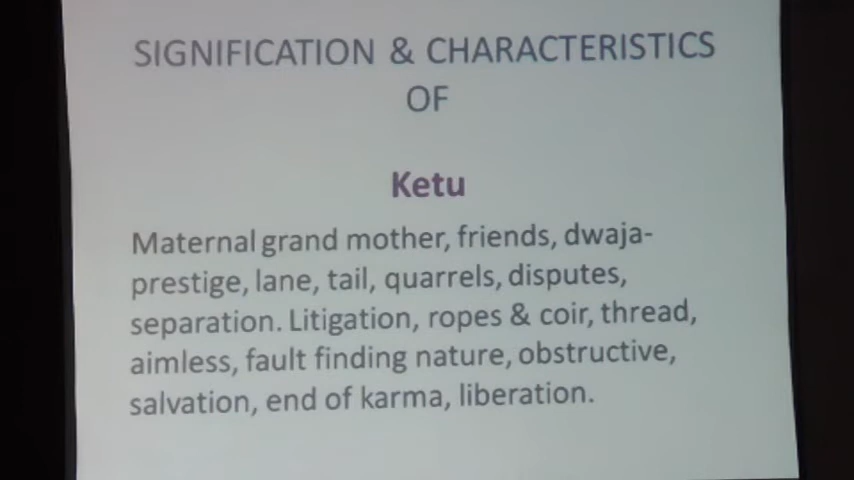 SIGNIFICATION & CHARACTERISTICS
OF
Ketu
Maternal grand mother, friends, dwaja-
prestige, lane, tail, quarrels, disputes,
separation. Litigation, ropes & coir, thread,
aimless, fault finding nature, obstructive,
salvation, end of karma, liberation.